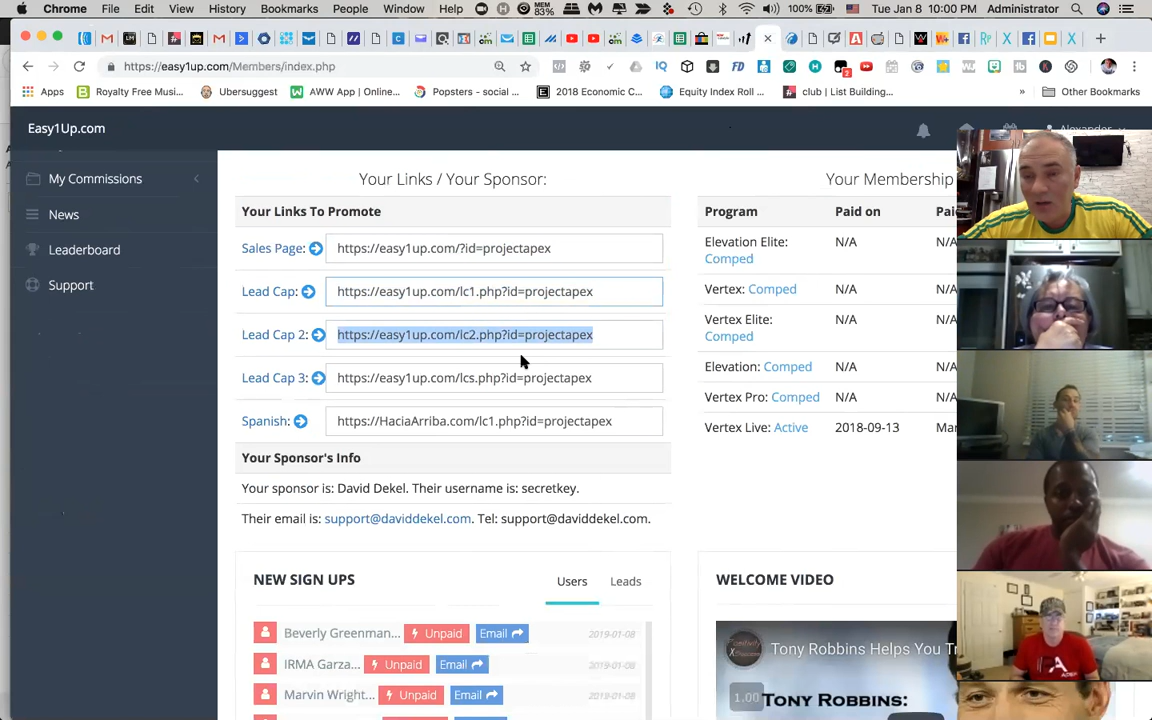 Chrome File Edit View History Bookmarks People Window Help MEM 83% 100% Tue Jan 8 10:00 PM Administrator
https://easy1up.com/Members/index.php
Apps Royalty Free Musi... Ubersuggest AWW App | Online... Popsters - social ... 2018 Economic C... Equity Index Roll ... club | List Building... » Other Bookmarks
Easy1Up.com
My Commissions
News
Leaderboard
Support
Your Links / Your Sponsor:
Your Links To Promote
Sales Page: https://easy1up.com/?id=projectapex
Lead Cap: https://easy1up.com/lc1.php?id=projectapex
Lead Cap 2: https://easy1up.com/lc2.php?id=projectapex
Lead Cap 3: https://easy1up.com/lcs.php?id=projectapex
Spanish: https://HaciaArriba.com/lc1.php?id=projectapex
Your Sponsor's Info
Your sponsor is: David Dekel. Their username is: secretkey.
Their email is: support@daviddekel.com. Tel: support@daviddekel.com.
Your Membership
Program Paid on
Elevation Elite: Comped N/A N/A
Vertex: Comped N/A N/A
Vertex Elite: Comped N/A N/A
Elevation: Comped N/A N/A
Vertex Pro: Comped N/A N/A
Vertex Live: Active 2018-09-13
NEW SIGN UPS Users Leads
Beverly Greenman... Unpaid Email 2019-01-08
IRMA Garza... Unpaid Email 2019-01-08
Marvin Wright... Unpaid Email 2019-01-08
WELCOME VIDEO
Tony Robbins Helps You
1.00 TONY ROBBINS: